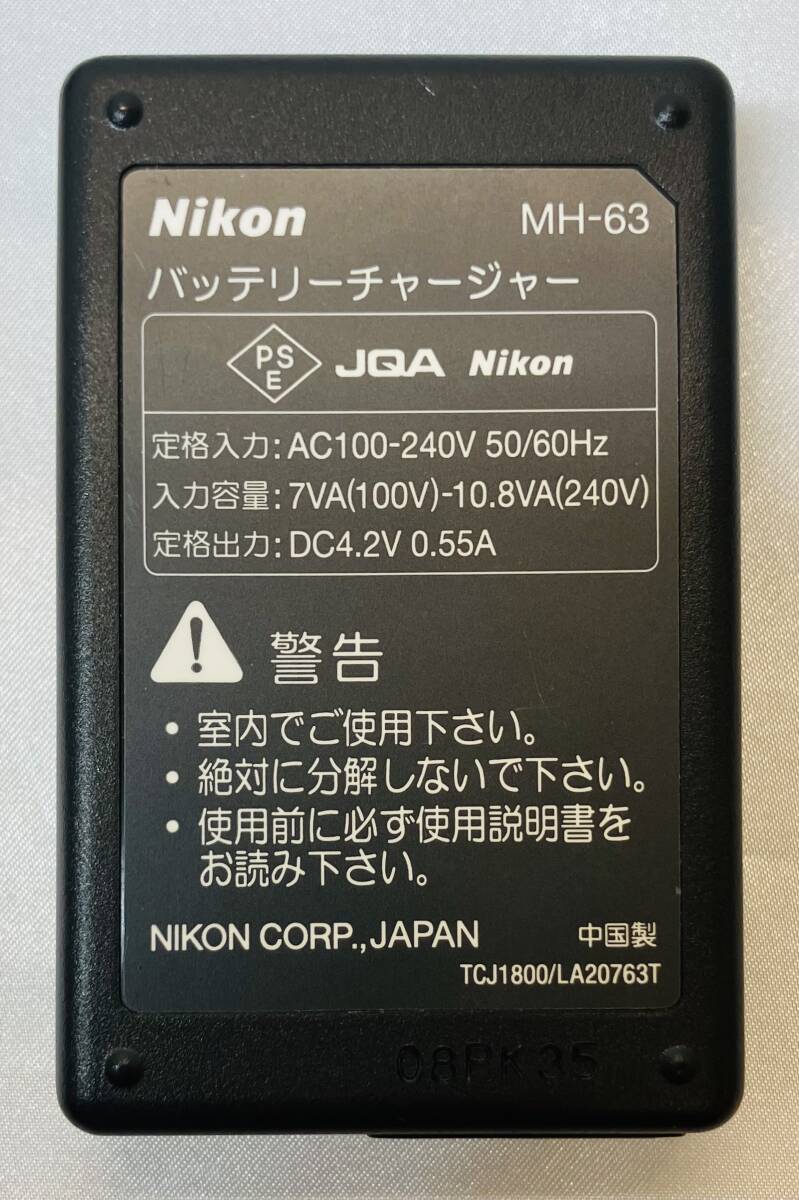 Nikon MH-63
バッテリーチャージャー
PSE JQA Nikon
定格入力: AC100-240V 50/60Hz
入力容量: 7VA(100V)-10.8VA(240V)
定格出力: DC4.2V 0.55A
警告
・室内でご使用下さい。
・絶対に分解しないで下さい。
・使用前に必ず使用説明書を
お読み下さい。
NIKON CORP.,JAPAN 中国製
TCJ1800/LA20763T
08PK35